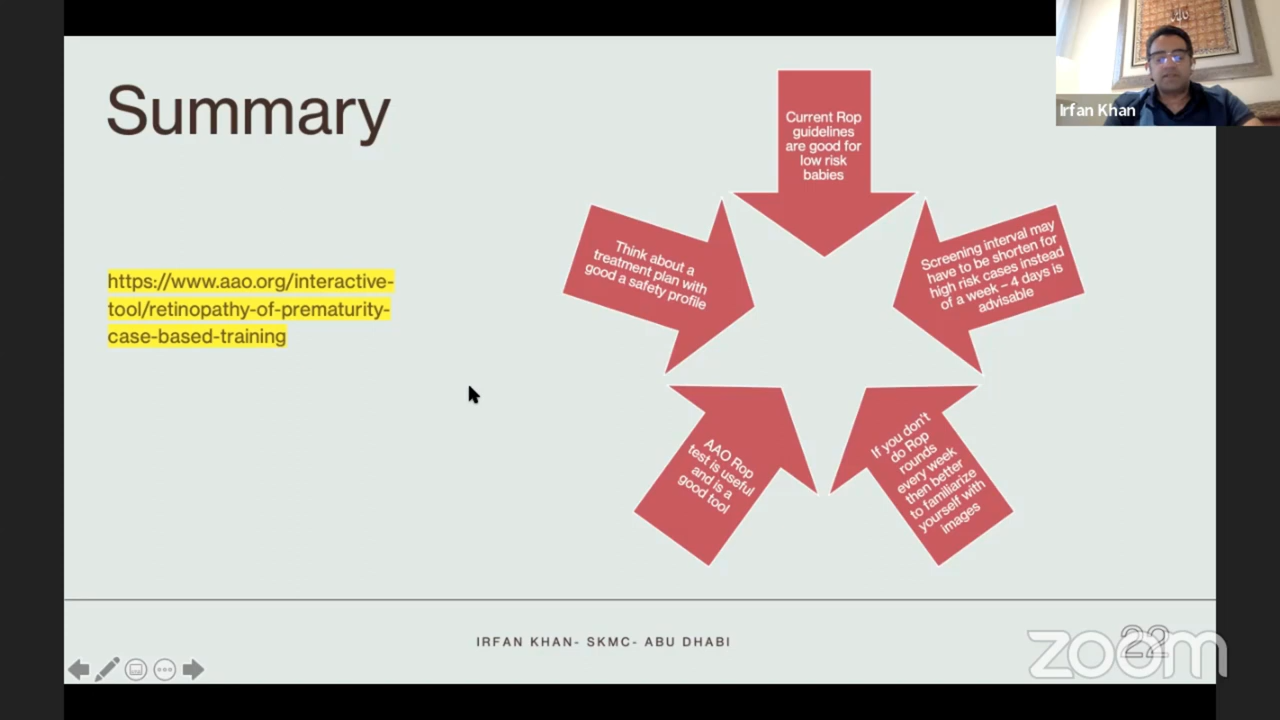 Summary
https://www.aao.org/interactive-
tool/retinopathy-of-prematurity-
case-based-training
Current Rop
guidelines
are good for
low risk
babies
Screening interval may
have to be shorten for
high risk cases instead
of a week – 4 days is
advisable
If you don't
do Rop
rounds
every week
then better
to familiarize
yourself with
images
AAO Rop
test is useful
and is a
good tool
Think about a
treatment plan with
good a safety profile
Irfan Khan
IRFAN KHAN- SKMC- ABU DHABI
22
zoom